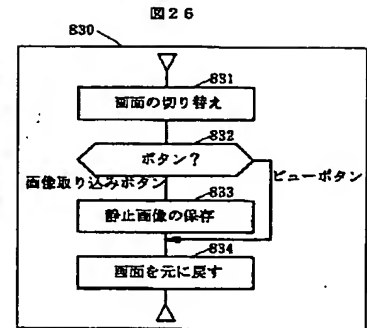 図26
830
831
画面の切り替え
832
ボタン?
画像取り込みボタン
ビューボタン
833
静止画像の保存
834
画面を元に戻す